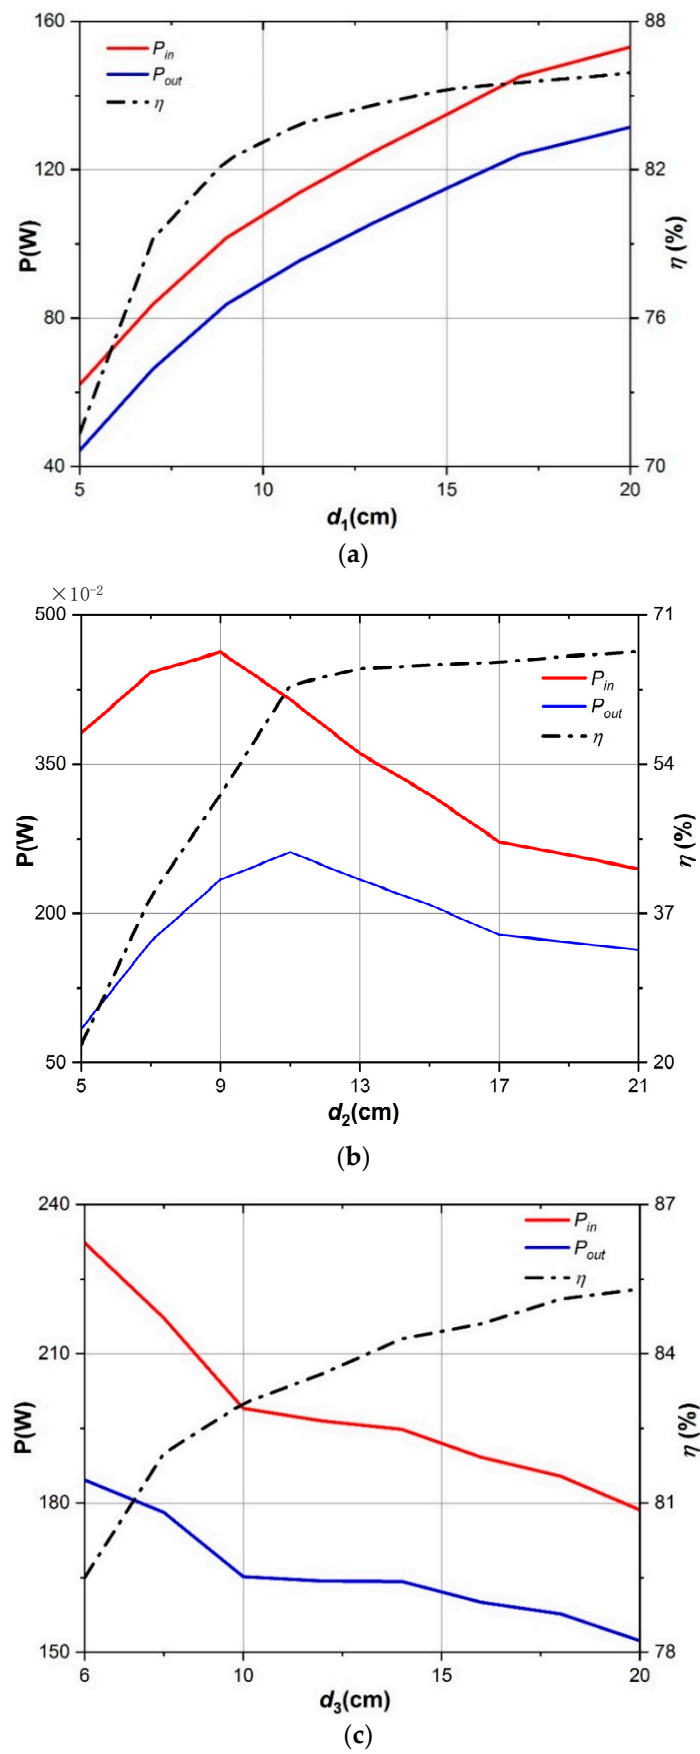 160
88
P_in
P_out
η
120
82
P(W)
η (%)
80
76
40
70
5
10
15
20
d_1(cm)
(a)
×10^-2
500
71
P_in
P_out
η
350
54
P(W)
η (%)
200
37
50
20
5
9
13
17
21
d_2(cm)
(b)
240
87
P_in
P_out
η
210
84
P(W)
η (%)
180
81
150
78
6
10
15
20
d_3(cm)
(c)